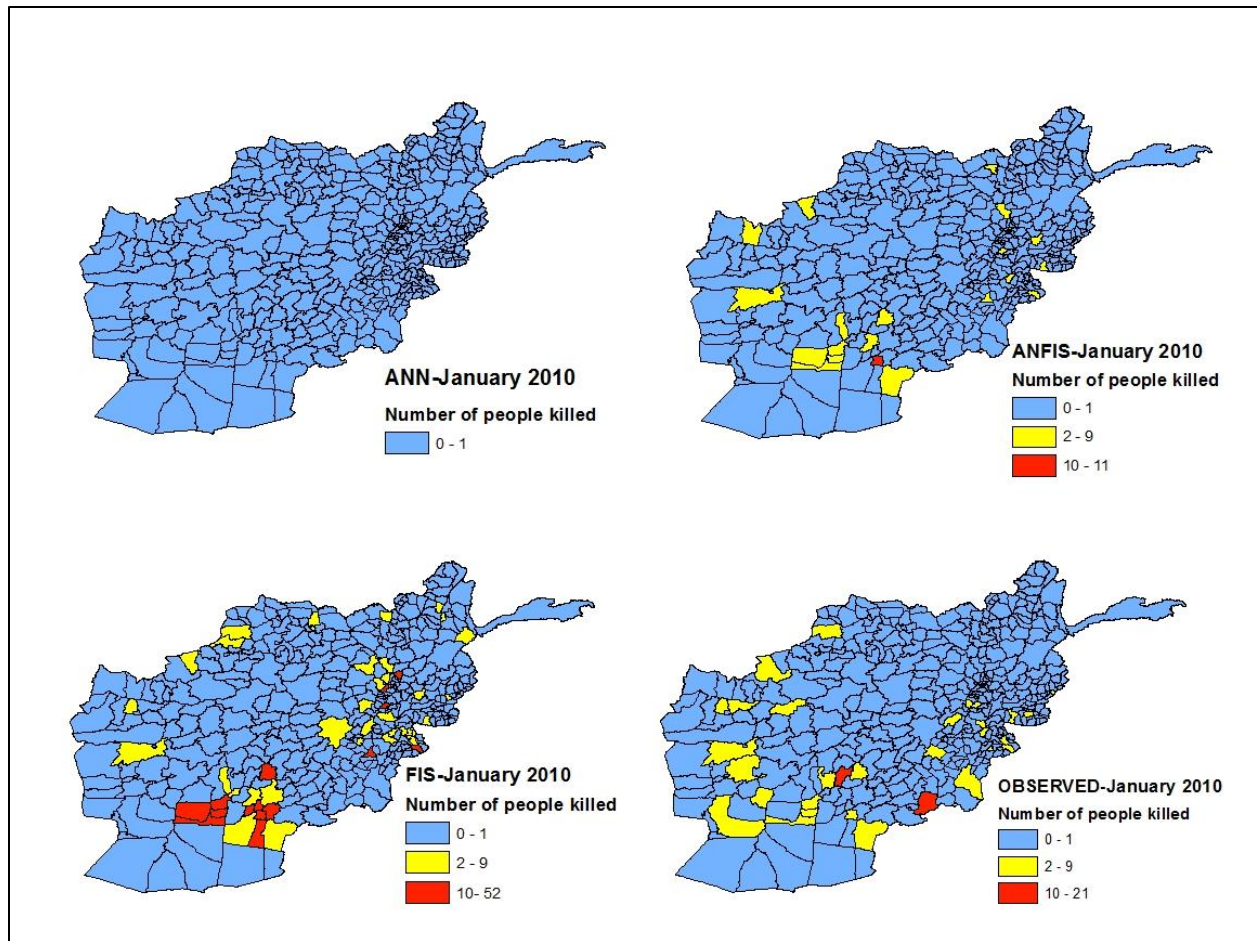 ANN-January 2010
Number of people killed
0 - 1
ANFIS-January 2010
Number of people killed
0 - 1
2 - 9
10 - 11
FIS-January 2010
Number of people killed
0 - 1
2 - 9
10- 52
OBSERVED-January 2010
Number of people killed
0 - 1
2 - 9
10 - 21